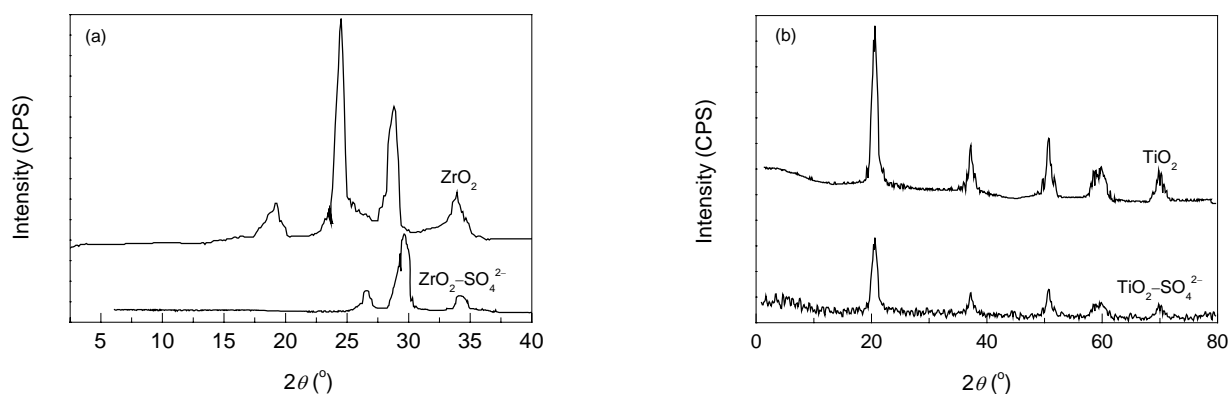 (a)
Intensity (CPS)
ZrO₂
ZrO₂–SO₄²⁻
5 10 15 20 25 30 35 40
2θ (°)
(b)
Intensity (CPS)
TiO₂
TiO₂–SO₄²⁻
0 20 40 60 80
2θ (°)